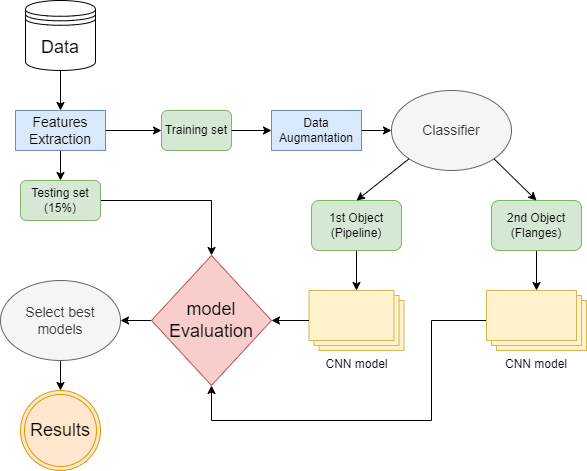 Data
Features
Extraction
Training set
Data
Augmantation
Classifier
Testing set
(15%)
1st Object
(Pipeline)
2nd Object
(Flanges)
model
Evaluation
Select best
models
CNN model
CNN model
Results